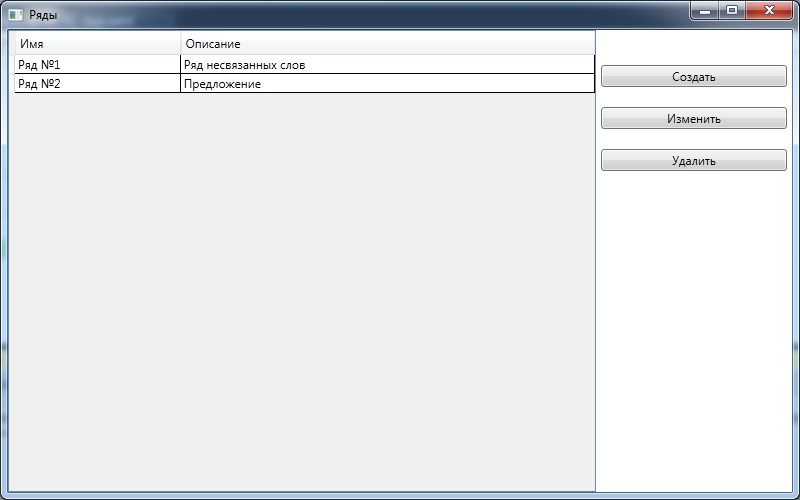 Ряды
Имя Описание
Ряд №1 Ряд несвязанных слов
Ряд №2 Предложение
Создать
Изменить
Удалить